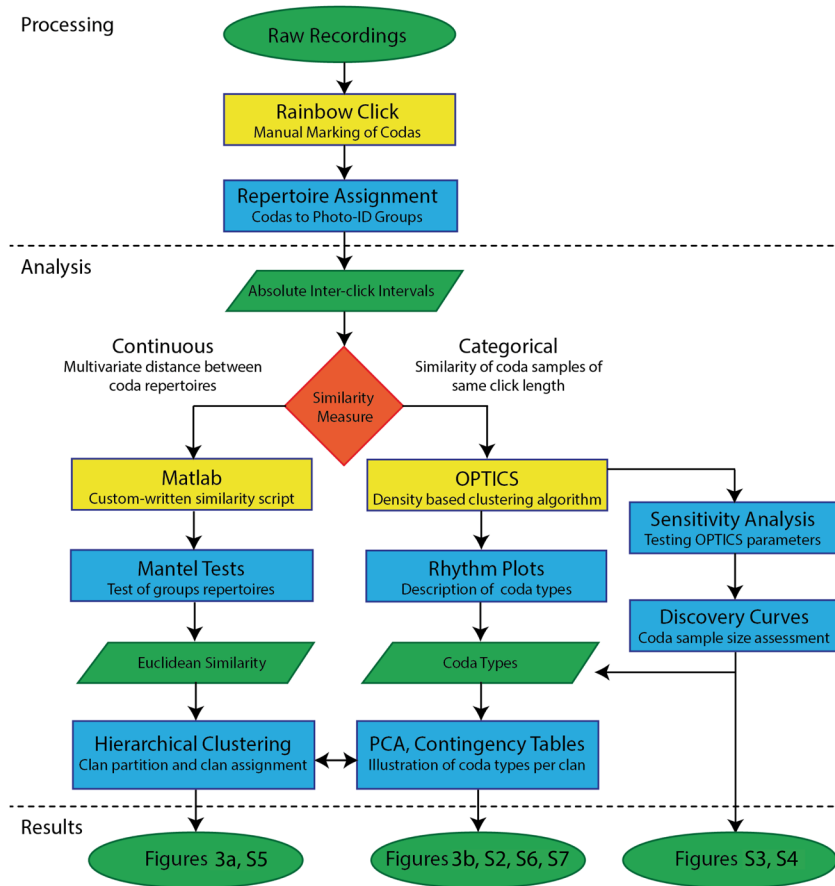 Processing
Raw Recordings
Rainbow Click
Manual Marking of Codas
Repertoire Assignment
Codas to Photo-ID Groups
Analysis
Absolute Inter-click Intervals
Continuous
Multivariate distance between
coda repertoires
Categorical
Similarity of coda samples of
same click length
Similarity
Measure
Matlab
Custom-written similarity script
OPTICS
Density based clustering algorithm
Sensitivity Analysis
Testing OPTICS parameters
Mantel Tests
Test of groups repertoires
Rhythm Plots
Description of coda types
Discovery Curves
Coda sample size assessment
Euclidean Similarity
Coda Types
Hierarchical Clustering
Clan partition and clan assignment
PCA, Contingency Tables
Illustration of coda types per clan
Results
Figures 3a, S5
Figures 3b, S2, S6, S7
Figures S3, S4